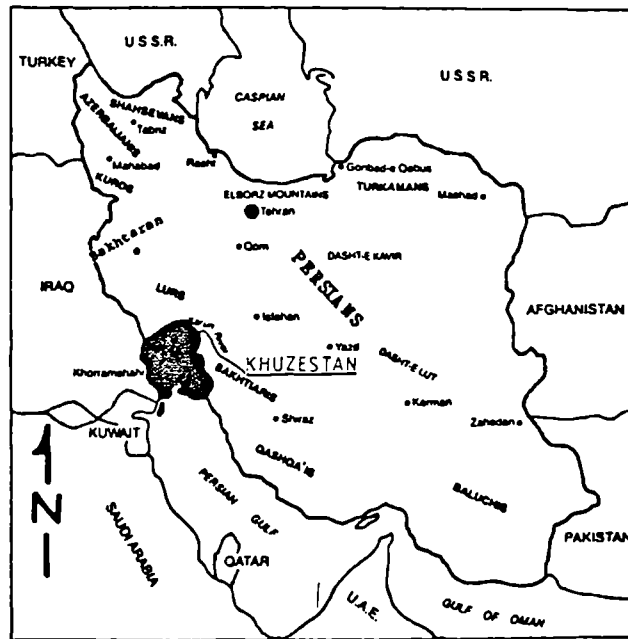 U S S.R.
TURKEY
U S S R.
CASPIAN
SEA
SHAHSEVANS
AZERBAIJANIS
Tabriz
Mahabad
Rasht
Gonbad-e Qabus
KURDS
ELBORZ MOUNTAINS
TURKAMANS
Mashad
Tehran
Bakhtaran
Qom
DASHT-E KAVIR
PERSIANS
IRAQ
LURS
AFGHANISTAN
Isfahan
Yazd
Khorramshahr
KHUZESTAN
DASHT-E LUT
BAKHTIARIS
Kerman
Shiraz
Zahedan
KUWAIT
QASHQA'IS
PERSIAN GULF
BALUCHIS
N
SAUDI ARABIA
QATAR
PAKISTAN
U.A.E.
GULF OF OMAN